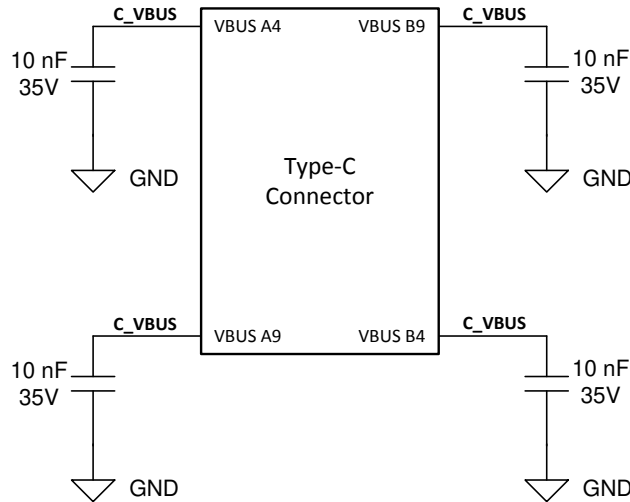 C_VBUS
VBUS A4
VBUS B9
C_VBUS
10 nF
35V
10 nF
35V
GND
Type-C
Connector
GND
C_VBUS
VBUS A9
VBUS B4
C_VBUS
10 nF
35V
10 nF
35V
GND
GND